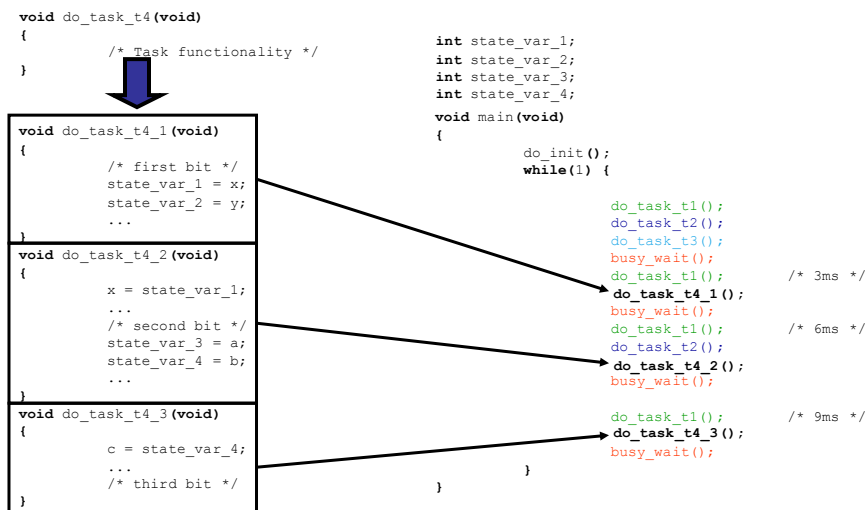 void do_task_t4(void)
{
/* Task functionality */
}
void do_task_t4_1(void)
{
/* first bit */
state_var_1 = x;
state_var_2 = y;
...
}
void do_task_t4_2(void)
{
x = state_var_1;
...
/* second bit */
state_var_3 = a;
state_var_4 = b;
...
}
void do_task_t4_3(void)
{
c = state_var_4;
...
/* third bit */
}
int state_var_1;
int state_var_2;
int state_var_3;
int state_var_4;
void main(void)
{
do_init();
while(1) {
do_task_t1();
do_task_t2();
do_task_t3();
busy_wait();
do_task_t1(); /* 3ms */
do_task_t4_1();
busy_wait();
do_task_t1(); /* 6ms */
do_task_t2();
do_task_t4_2();
busy_wait();
do_task_t1(); /* 9ms */
do_task_t4_3();
busy_wait();
}
}